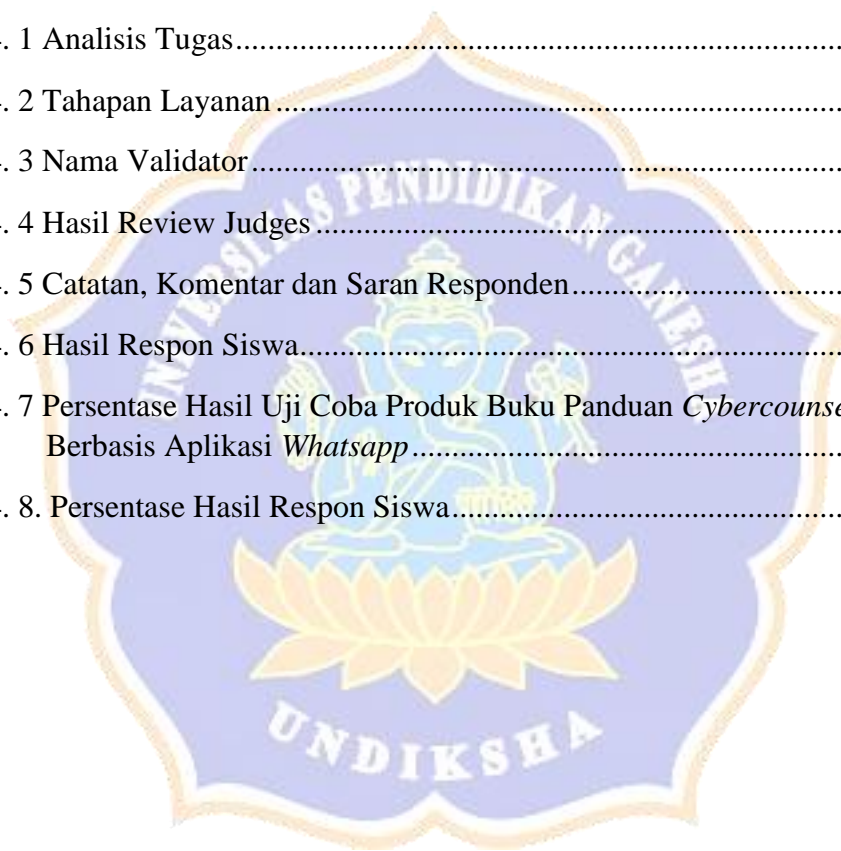 . 1 Analisis Tugas
. 2 Tahapan Layanan
. 3 Nama Validator
. 4 Hasil Review Judges
. 5 Catatan, Komentar dan Saran Responden
. 6 Hasil Respon Siswa
. 7 Persentase Hasil Uji Coba Produk Buku Panduan Cybercounse
Berbasis Aplikasi Whatsapp
. 8. Persentase Hasil Respon Siswa
UNIVERSITAS PENDIDIKAN GANESH
UNDIKSHA